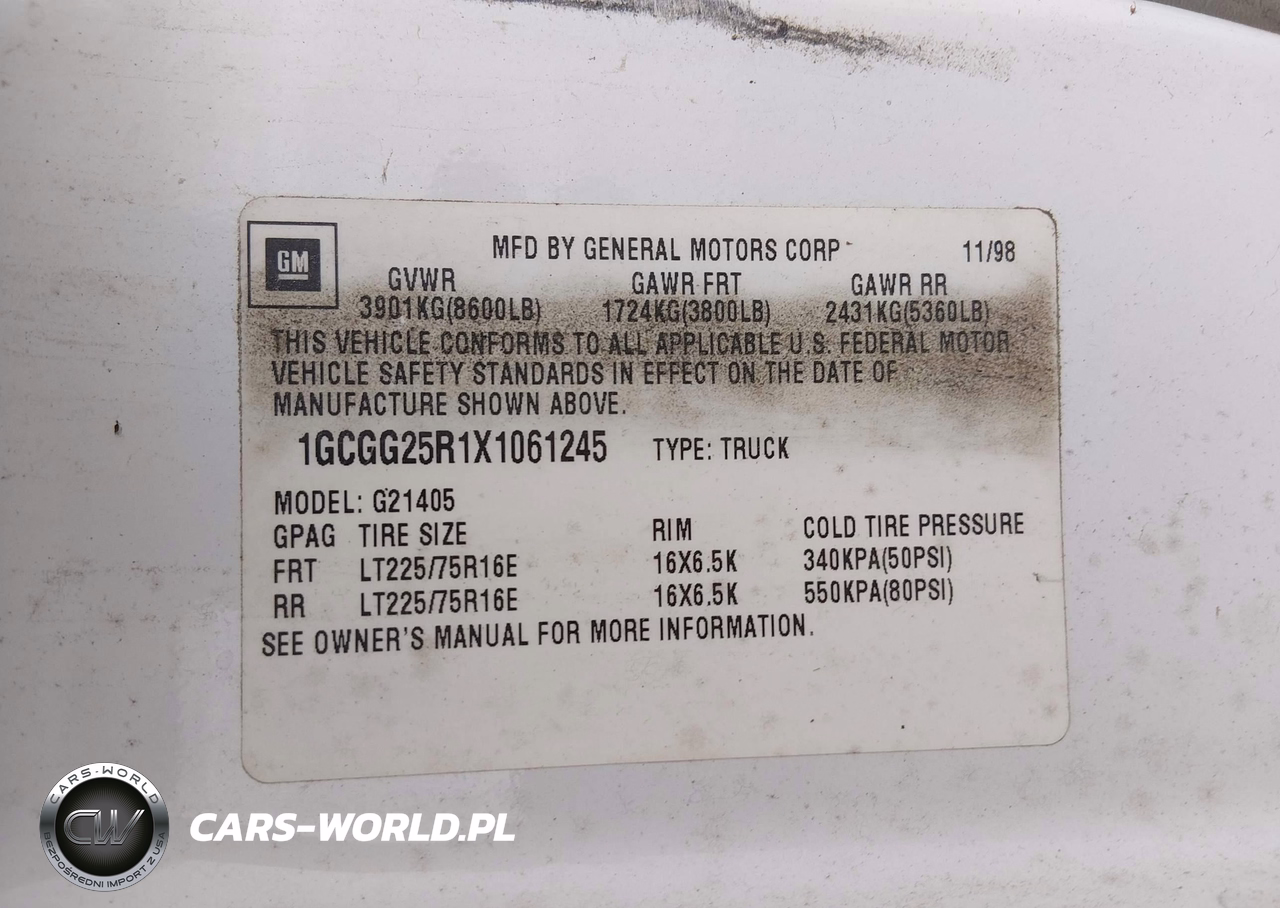 GM
MFD BY GENERAL MOTORS CORP 11/98
GVWR GAWR FRT GAWR RR
3901KG(8600LB) 1724KG(3800LB) 2431KG(5360LB)
THIS VEHICLE CONFORMS TO ALL APPLICABLE U.S. FEDERAL MOTOR
VEHICLE SAFETY STANDARDS IN EFFECT ON THE DATE OF
MANUFACTURE SHOWN ABOVE.
1GCGG25R1X1061245 TYPE: TRUCK
MODEL: G21405
GPAG TIRE SIZE RIM COLD TIRE PRESSURE
FRT LT225/75R16E 16X6.5K 340KPA(50PSI)
RR LT225/75R16E 16X6.5K 550KPA(80PSI)
SEE OWNER'S MANUAL FOR MORE INFORMATION.
CARS-WORLD
CW
BEZPOŚREDNI IMPORT Z USA
CARS-WORLD.PL